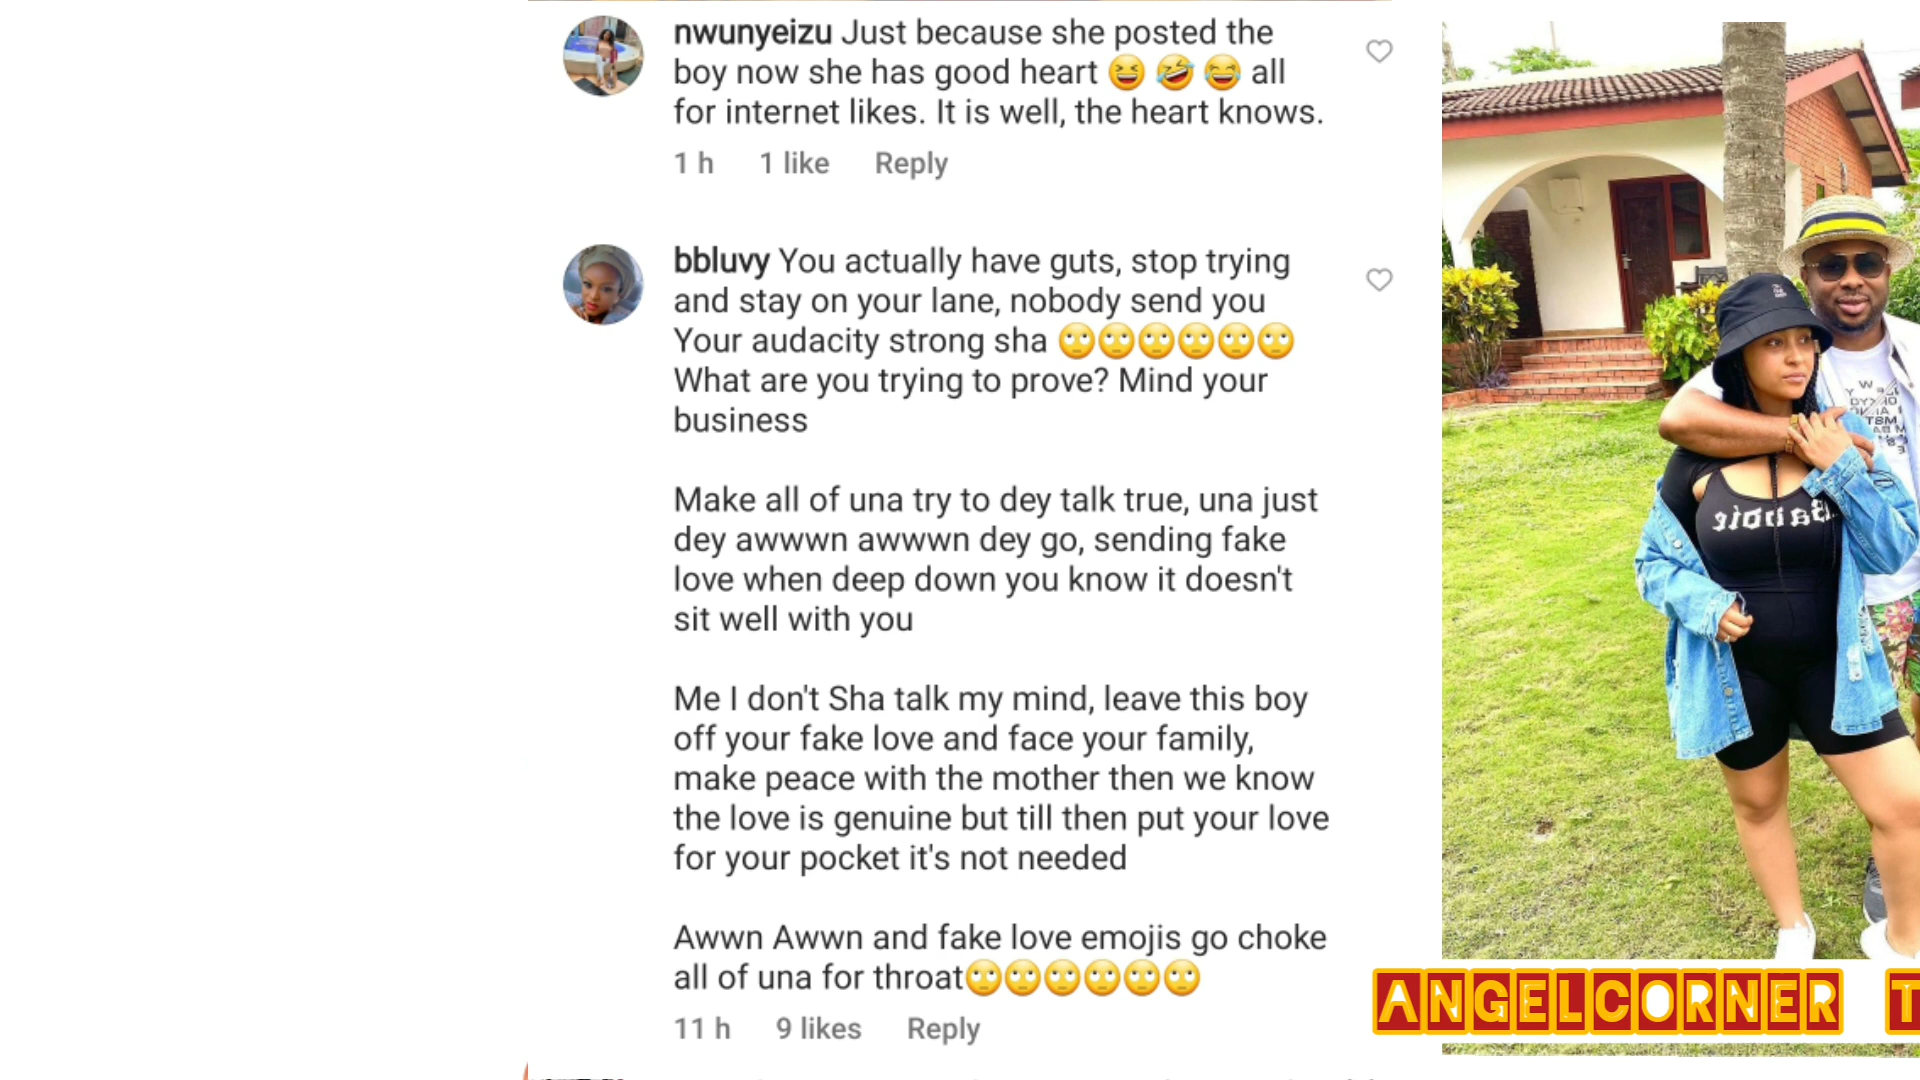 nwunyeizu Just because she posted the
boy now she has good heart 😆 🤣 😂 all
for internet likes. It is well, the heart knows.
1 h 1 like Reply
bbluvy You actually have guts, stop trying
and stay on your lane, nobody send you
Your audacity strong sha 🙄🙄🙄🙄🙄🙄
What are you trying to prove? Mind your
business
Make all of una try to dey talk true, una just
dey awwwn awwwn dey go, sending fake
love when deep down you know it doesn't
sit well with you
Me I don't Sha talk my mind, leave this boy
off your fake love and face your family,
make peace with the mother then we know
the love is genuine but till then put your love
for your pocket it's not needed
Awwn Awwn and fake love emojis go choke
all of una for throat🙄🙄🙄🙄🙄🙄
11 h 9 likes Reply
ANGELCORNER T